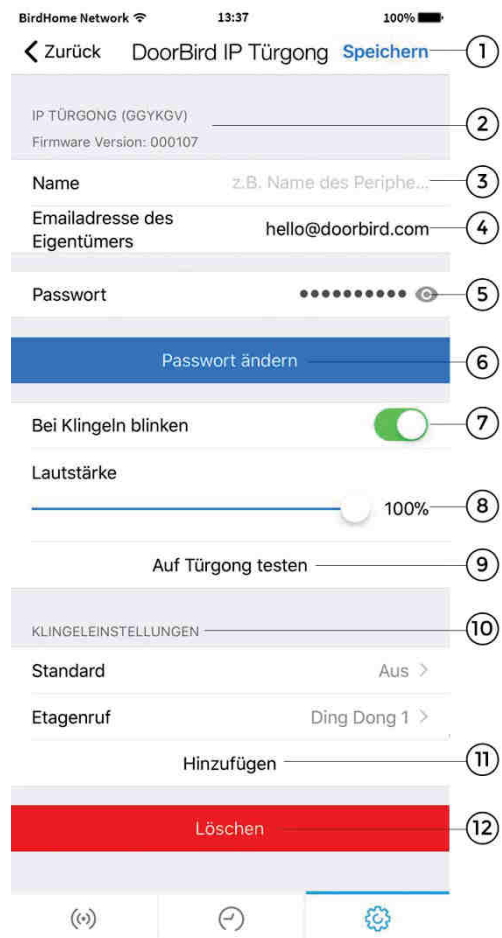 BirdHome Network 13:37 100%
Zurück DoorBird IP Türgong Speichern 1
IP TÜRGONG (GGYKGV) 2
Firmware Version: 000107
Name z.B. Name des Periphe... 3
Emailadresse des
Eigentümers hello@doorbird.com 4
Passwort •••••••••• 5
Passwort ändern 6
Bei Klingeln blinken 7
Lautstärke
100% 8
Auf Türgong testen 9
KLINGELEINSTELLUNGEN 10
Standard Aus >
Etagenruf Ding Dong 1 >
Hinzufügen 11
Löschen 12